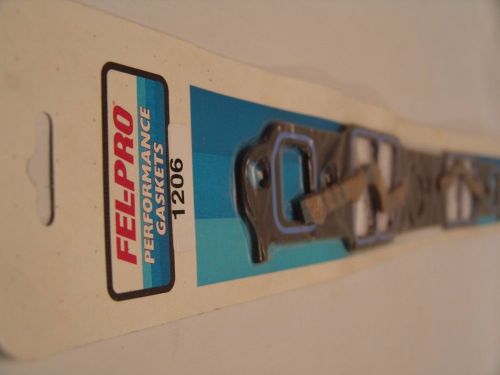 FEL-PRO
PERFORMANCE
GASKETS
1206